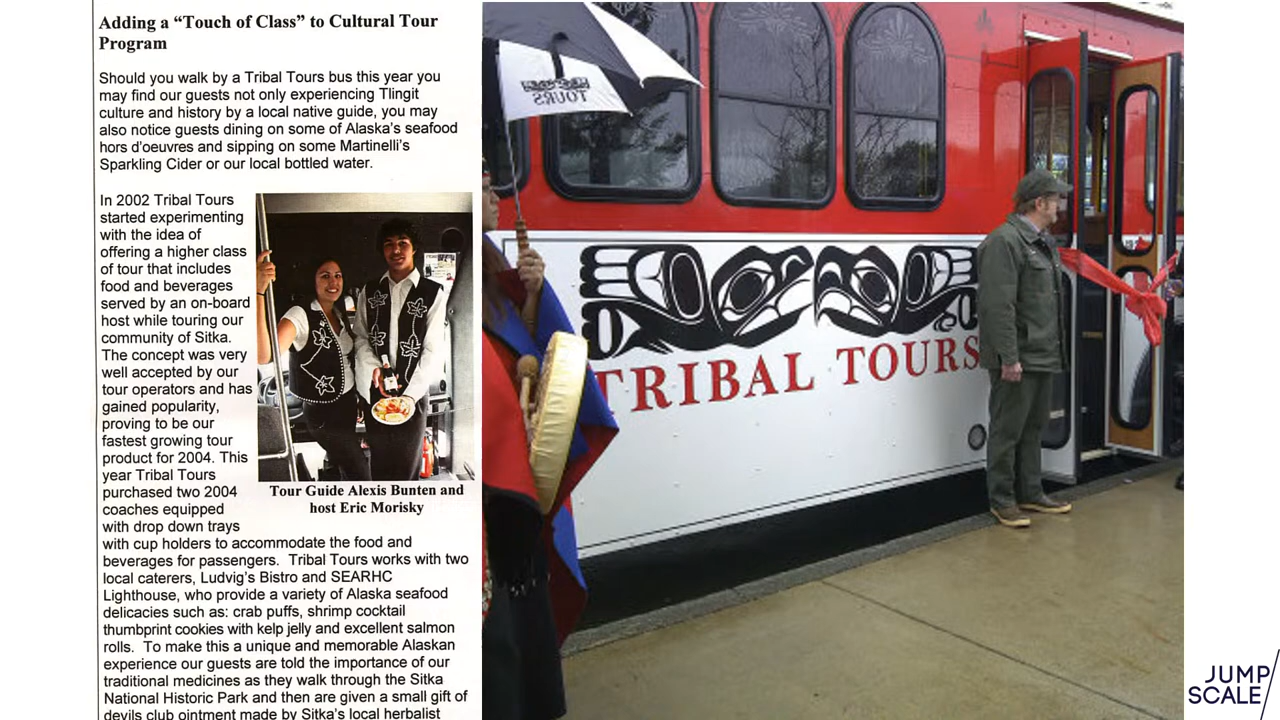 Adding a “Touch of Class” to Cultural Tour
Program
Should you walk by a Tribal Tours bus this year you
may find our guests not only experiencing Tlingit
culture and history by a local native guide, you may
also notice guests dining on some of Alaska’s seafood
hors d’oeuvres and sipping on some Martinelli’s
Sparkling Cider or our local bottled water.
In 2002 Tribal Tours
started experimenting
with the idea of
offering a higher class
of tour that includes
food and beverages
served by an on-board
host while touring our
community of Sitka.
The concept was very
well accepted by our
tour operators and has
gained popularity,
proving to be our
fastest growing tour
product for 2004. This
year Tribal Tours
purchased two 2004
coaches equipped
with drop down trays
with cup holders to accommodate the food and
beverages for passengers. Tribal Tours works with two
local caterers, Ludvig’s Bistro and SEARHC
Lighthouse, who provide a variety of Alaska seafood
delicacies such as: crab puffs, shrimp cocktail
thumbprint cookies with kelp jelly and excellent salmon
rolls. To make this a unique and memorable Alaskan
experience our guests are told the importance of our
traditional medicines as they walk through the Sitka
National Historic Park and then are given a small gift of
devils club ointment made by Sitka’s local herbalist
Tour Guide Alexis Bunten and
host Eric Morisky
TOURS
TRIBAL TOURS
JUMP
SCALE